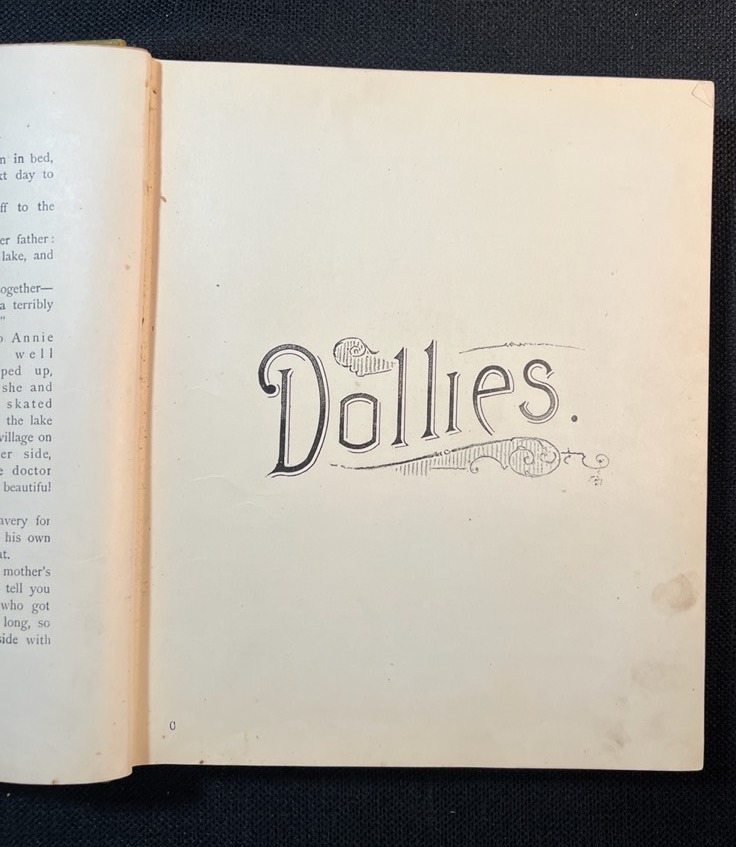 n in bed,
xt day to
ff to the
er father:
lake, and
ogether—
a terribly
"
o Annie
well
ped up,
she and
skated
the lake
village on
er side,
e doctor
beautiful
avery for
his own
at.
mother's
tell you
who got
long, so
side with
Dollies.
C